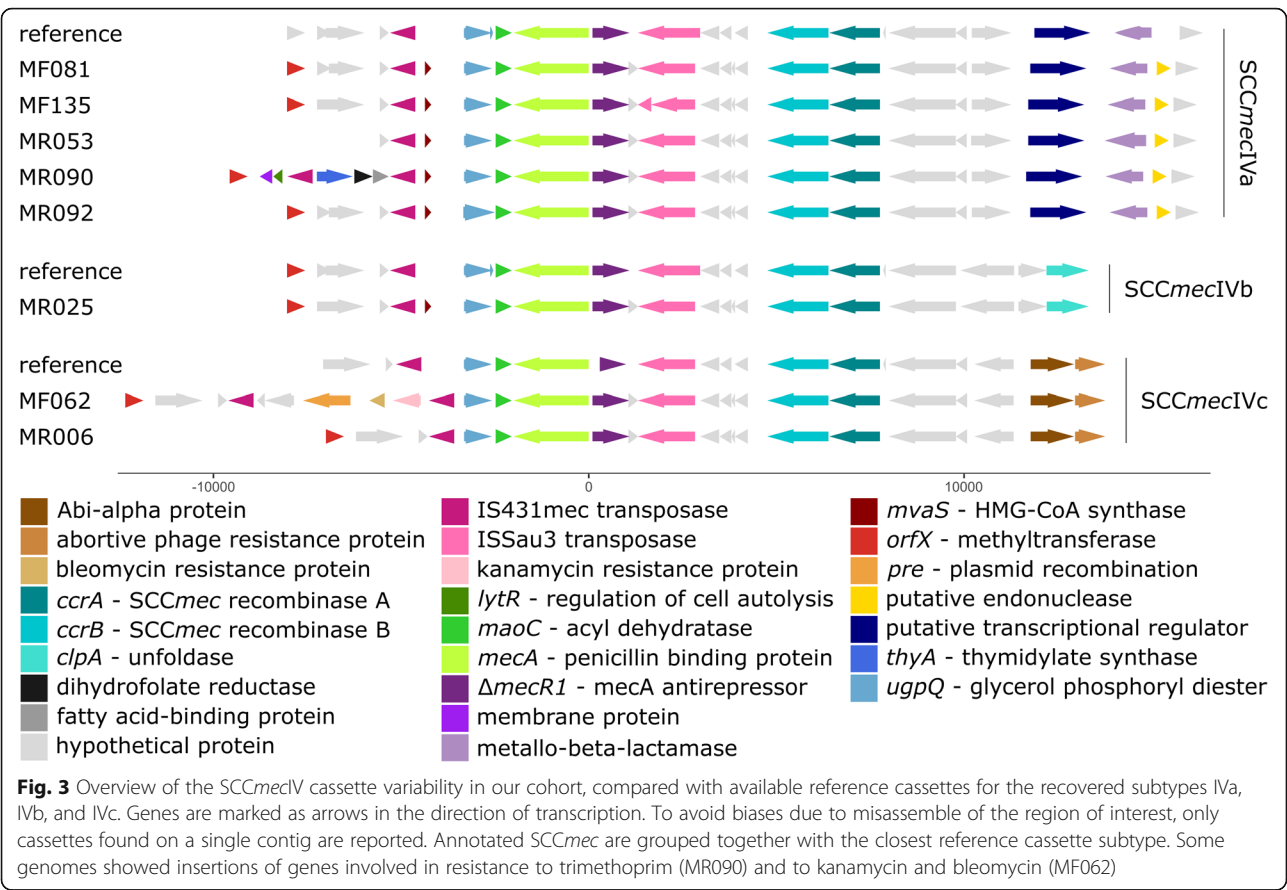 reference
MF081
MF135
MR053
MR090
MR092
SCCmecIVa
reference
MR025
SCCmecIVb
reference
MF062
MR006
SCCmecIVc
-10000 0 10000
Abi-alpha protein
abortive phage resistance protein
bleomycin resistance protein
ccrA - SCCmec recombinase A
ccrB - SCCmec recombinase B
clpA - unfoldase
dihydrofolate reductase
fatty acid-binding protein
hypothetical protein
IS431mec transposase
ISSau3 transposase
kanamycin resistance protein
lytR - regulation of cell autolysis
maoC - acyl dehydratase
mecA - penicillin binding protein
ΔmecR1 - mecA antirepressor
membrane protein
metallo-beta-lactamase
mvaS - HMG-CoA synthase
orfX - methyltransferase
pre - plasmid recombination
putative endonuclease
putative transcriptional regulator
thyA - thymidylate synthase
ugpQ - glycerol phosphoryl diester
Fig. 3 Overview of the SCCmecIV cassette variability in our cohort, compared with available reference cassettes for the recovered subtypes IVa,
IVb, and IVc. Genes are marked as arrows in the direction of transcription. To avoid biases due to misassemble of the region of interest, only
cassettes found on a single contig are reported. Annotated SCCmec are grouped together with the closest reference cassette subtype. Some
genomes showed insertions of genes involved in resistance to trimethoprim (MR090) and to kanamycin and bleomycin (MF062)